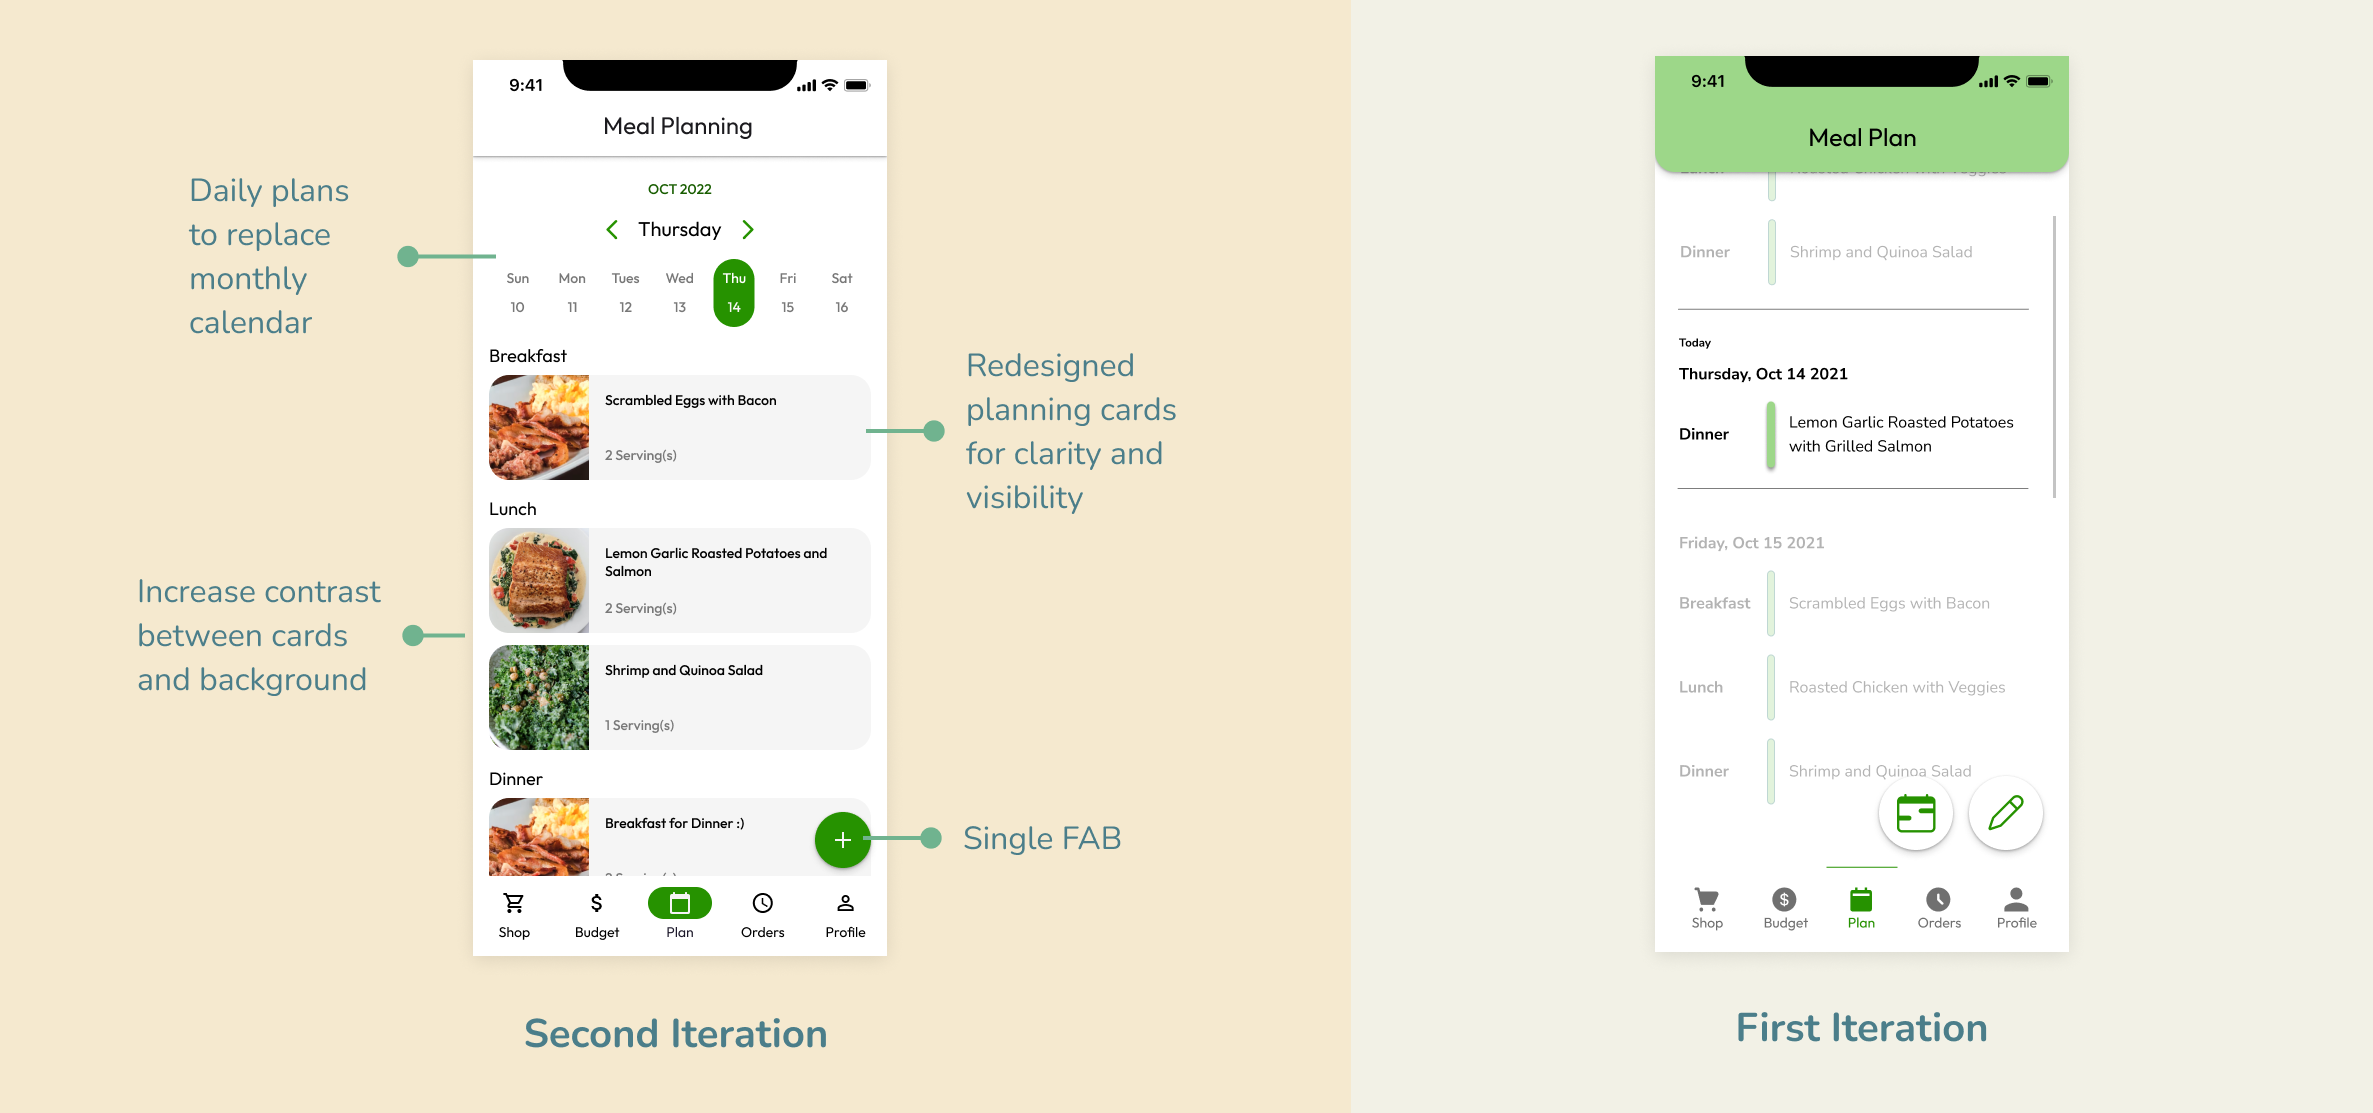 Daily plans
to replace
monthly
calendar
Increase contrast
between cards
and background
9:41
Meal Planning
OCT 2022
Thursday
Sun Mon Tues Wed Thu Fri Sat
10 11 12 13 14 15 16
Breakfast
Scrambled Eggs with Bacon
2 Serving(s)
Lunch
Lemon Garlic Roasted Potatoes and
Salmon
2 Serving(s)
Shrimp and Quinoa Salad
1 Serving(s)
Dinner
Breakfast for Dinner :)
Shop Budget Plan Orders Profile
Redesigned
planning cards
for clarity and
visibility
Single FAB
Second Iteration
9:41
Meal Plan
Lunch Roasted Chicken with Veggies
Dinner Shrimp and Quinoa Salad
Today
Thursday, Oct 14 2021
Dinner Lemon Garlic Roasted Potatoes
with Grilled Salmon
Friday, Oct 15 2021
Breakfast Scrambled Eggs with Bacon
Lunch Roasted Chicken with Veggies
Dinner Shrimp and Quinoa Salad
Shop Budget Plan Orders Profile
First Iteration